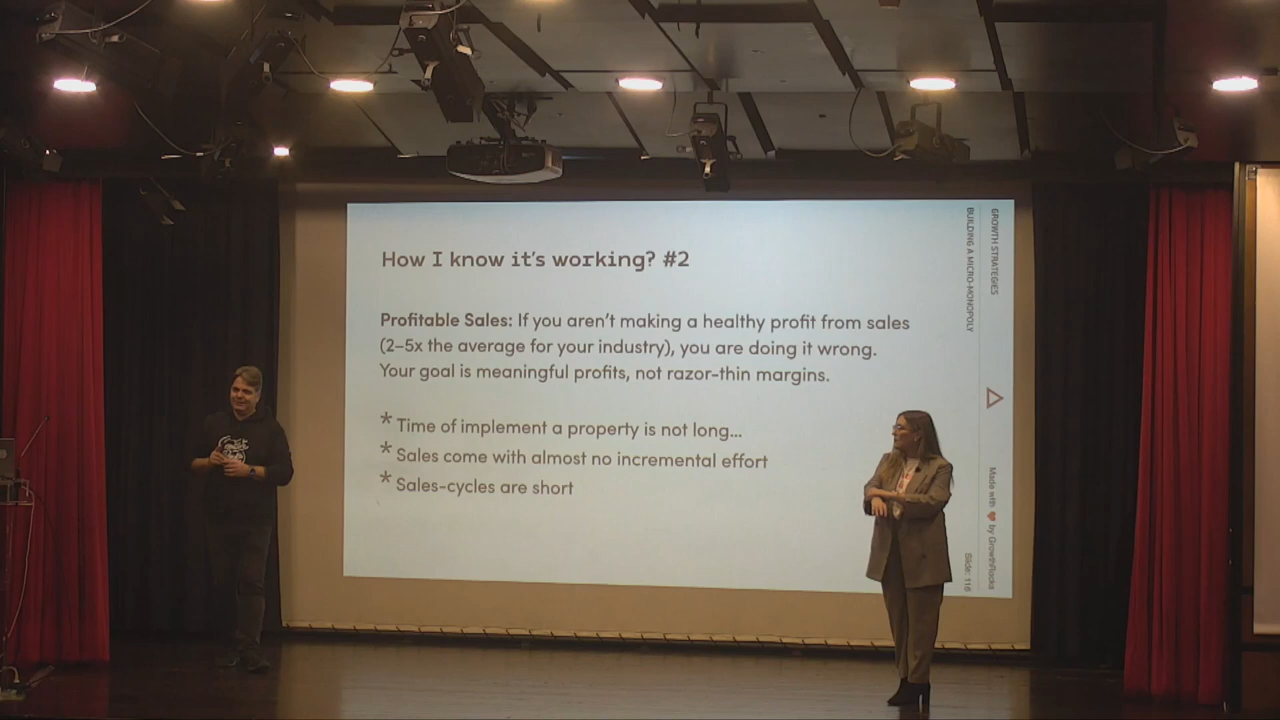 How I know it's working? #2
Profitable Sales: If you aren't making a healthy profit from sales
(2–5x the average for your industry), you are doing it wrong.
Your goal is meaningful profits, not razor-thin margins.
* Time of implement a property is not long...
* Sales come with almost no incremental effort
* Sales-cycles are short
GROWTH STRATEGIES
BUILDING A MICRO-MONOPOLY
Made with ❤ by GrowthRocks
Slide: 116